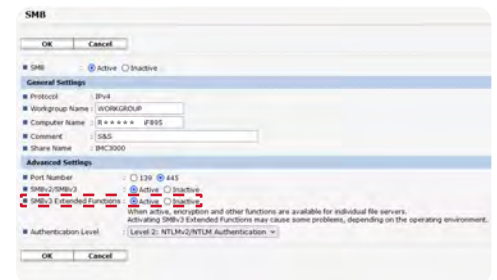 SMB
OK Cancel
SMB : Active Inactive
General Settings
Protocol : IPv4
Workgroup Name : WORKGROUP
Computer Name : R***** iF895
Comment : S&S
Share Name : IMC3000
Advanced Settings
Port Number : 139 445
SMBv2/SMBv3 : Active Inactive
SMBv3 Extended Functions : Active Inactive
When active, encryption and other functions are available for individual file servers.
Activating SMBv3 Extended Functions may cause some problems, depending on the operating environment.
Authentication Level : Level 2: NTLMv2/NTLM Authentication
OK Cancel